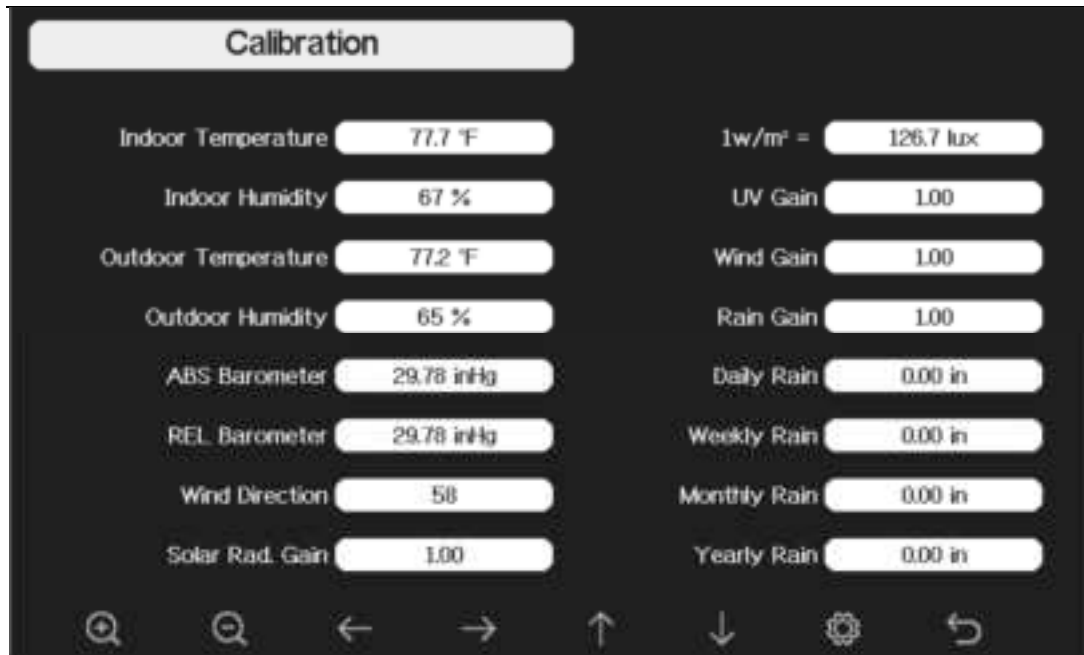 Calibration
Indoor Temperature 77.7 °F
Indoor Humidity 67 %
Outdoor Temperature 77.2 °F
Outdoor Humidity 65 %
ABS Barometer 29.78 inHg
REL Barometer 29.78 inHg
Wind Direction 58
Solar Rad. Gain 1.00
1w/m² = 126.7 lux
UV Gain 1.00
Wind Gain 1.00
Rain Gain 1.00
Daily Rain 0.00 in
Weekly Rain 0.00 in
Monthly Rain 0.00 in
Yearly Rain 0.00 in